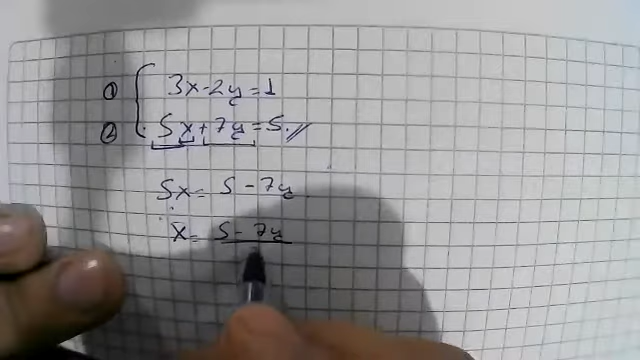 ① 3x-2y=1
② 5x+7y=5.//
5x= 5-7y
x= 5-7y